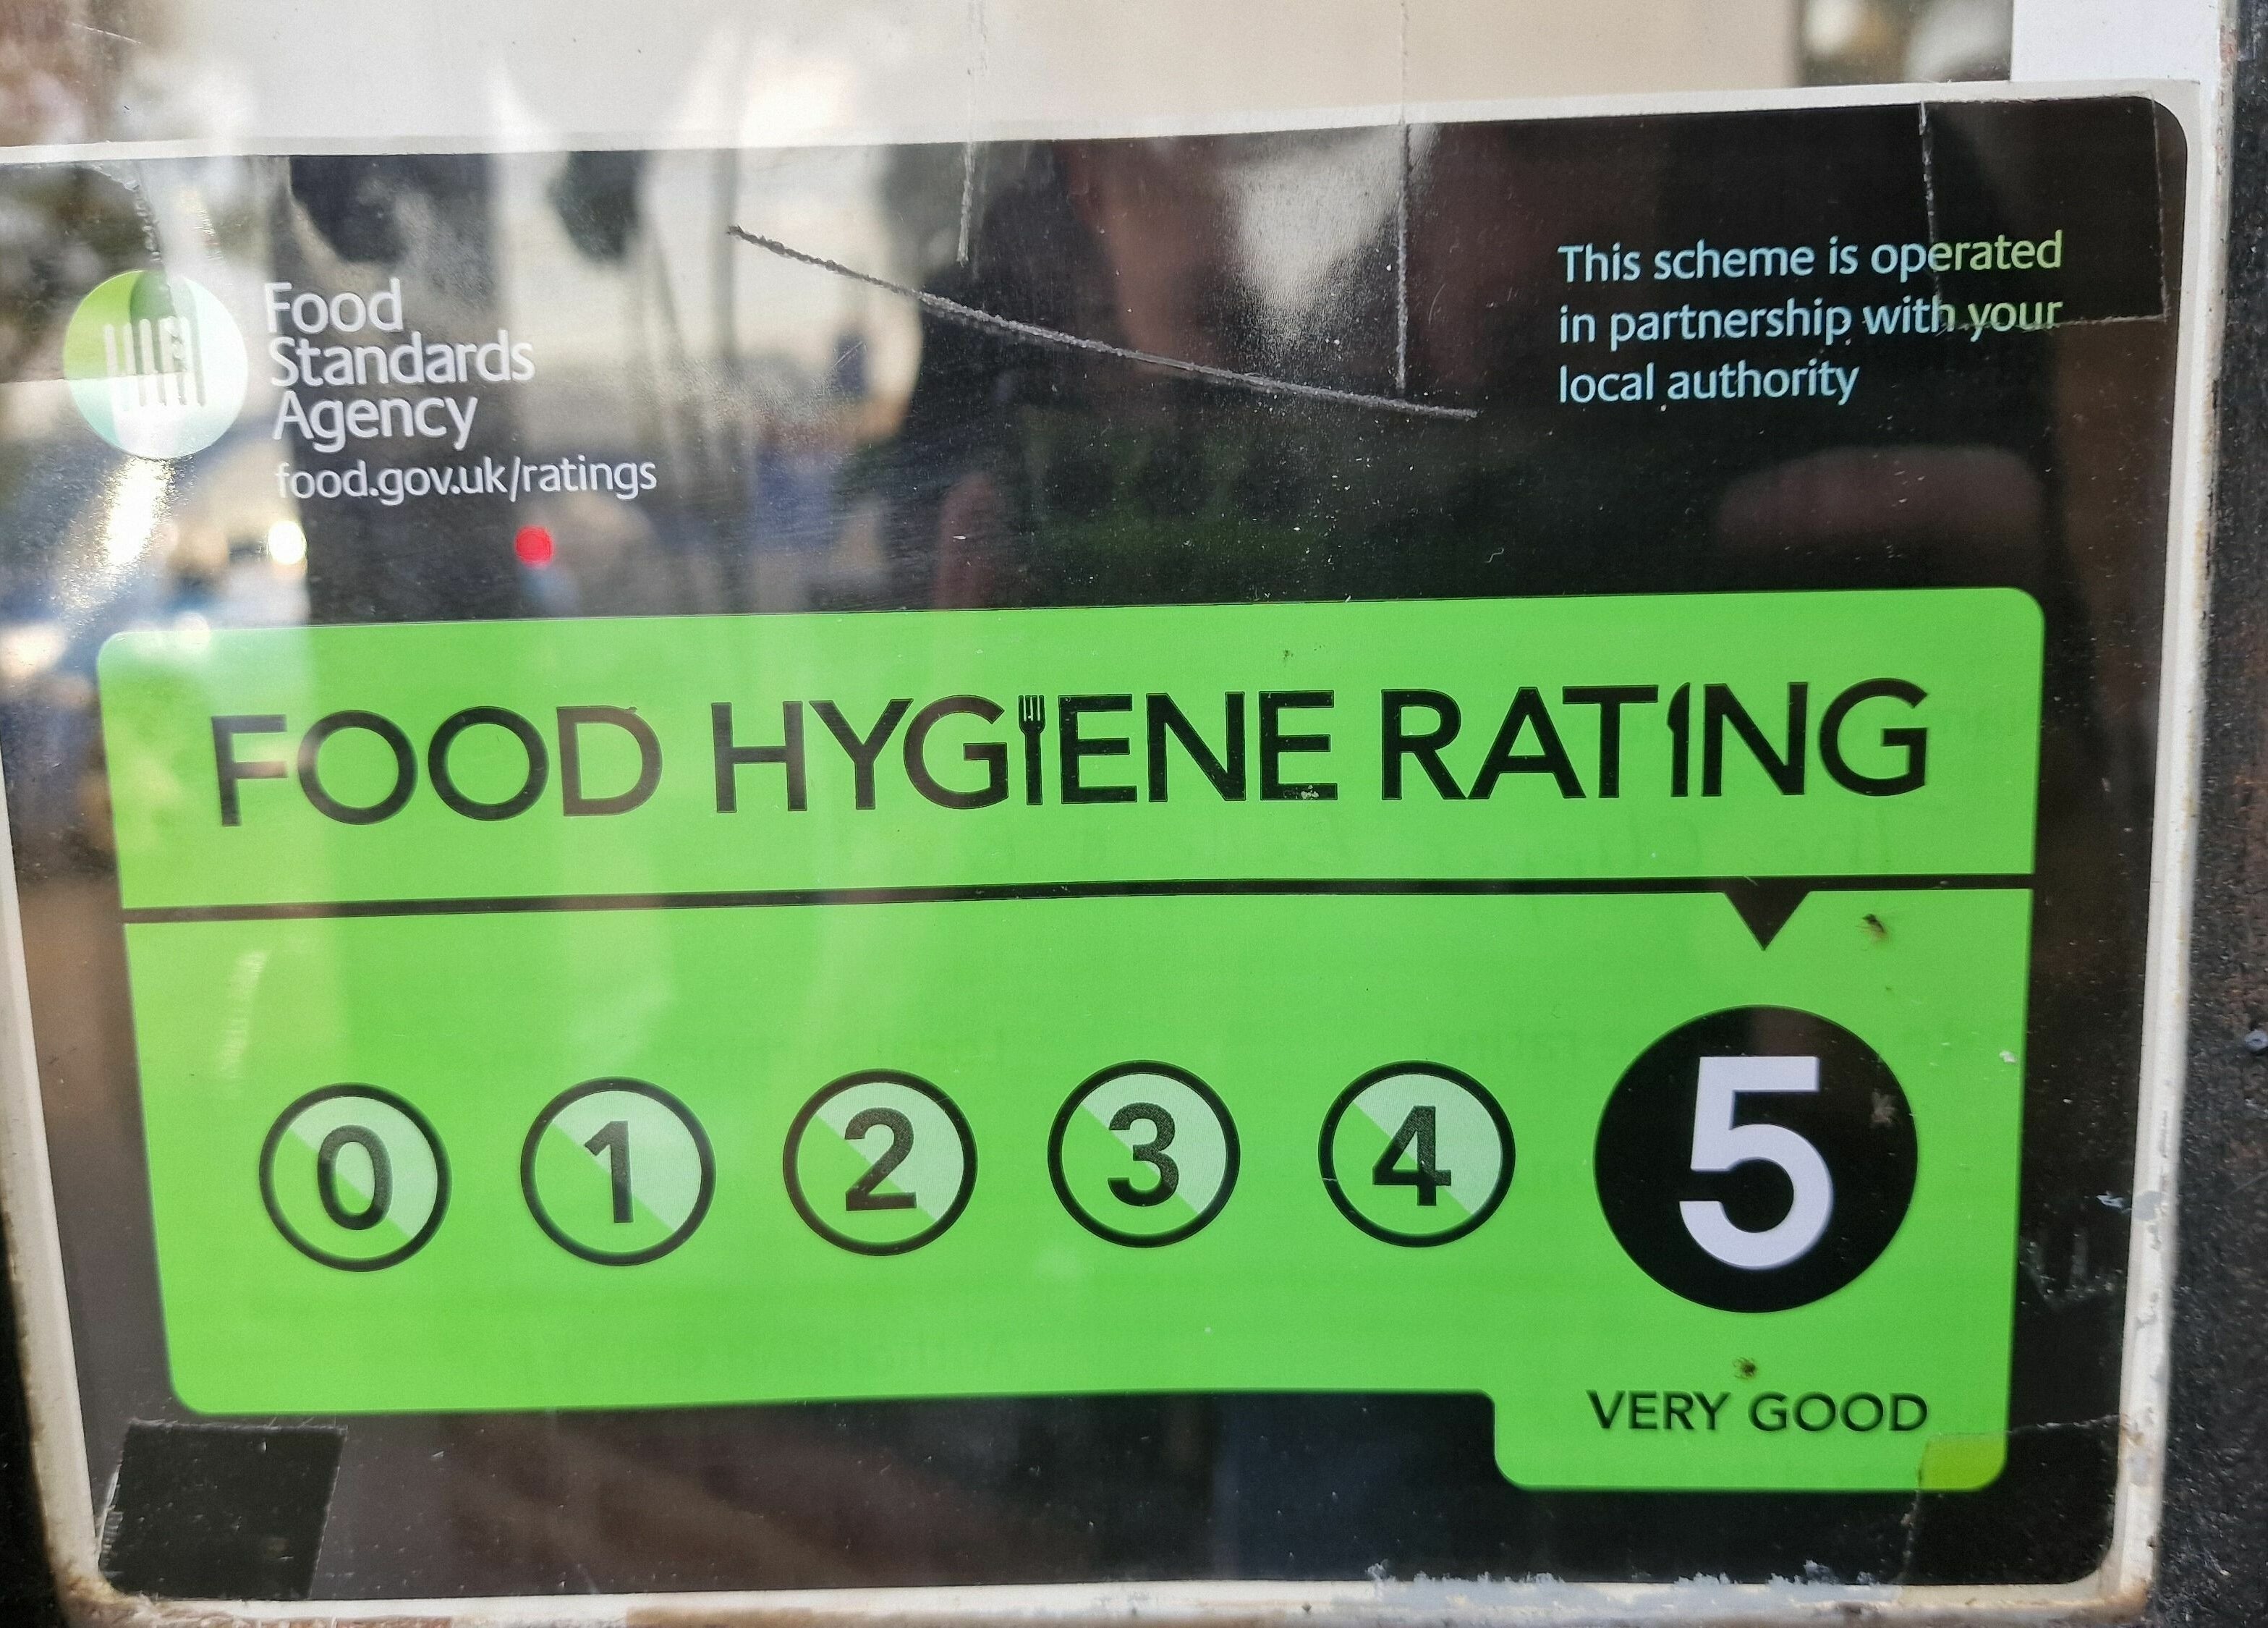 Food
Standards
Agency
food.gov.uk/ratings
This scheme is operated
in partnership with your
local authority
FOOD HYGIENE RATING
0 1 2 3 4 5
VERY GOOD